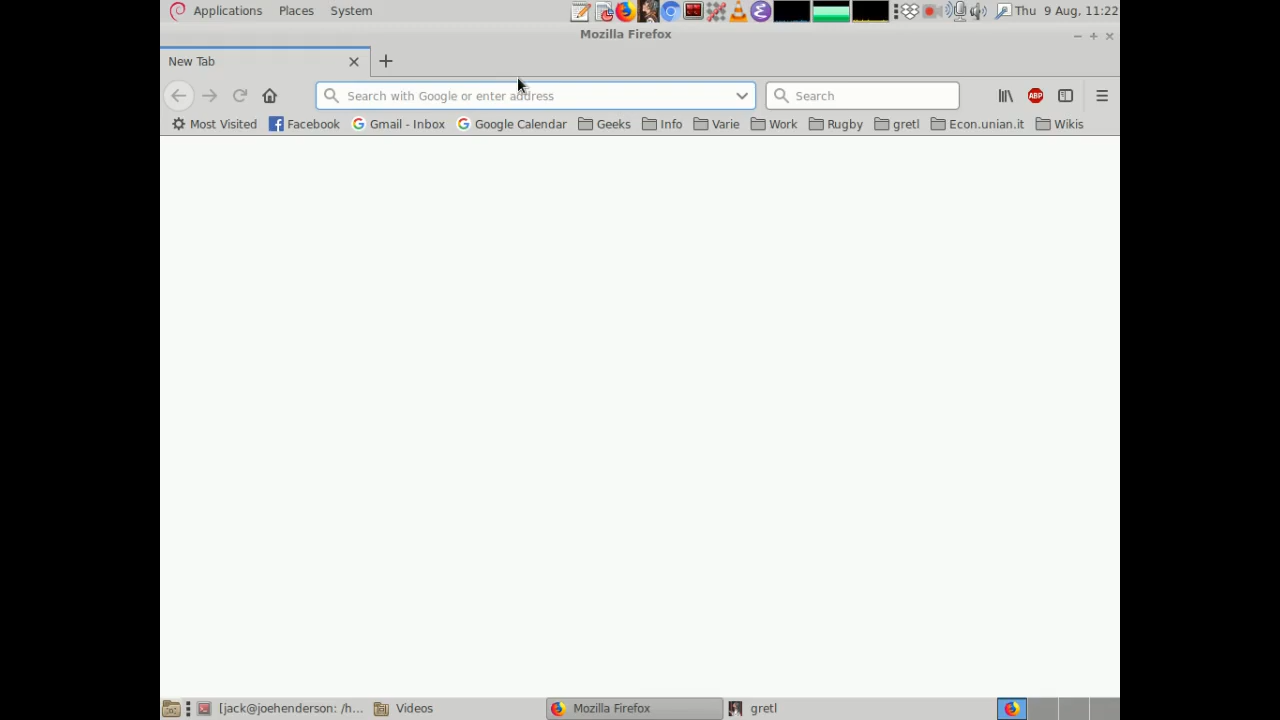 Applications Places System Thu 9 Aug, 11:22
Mozilla Firefox
New Tab
Search with Google or enter address Search ABP
Most Visited Facebook Gmail - Inbox Google Calendar Geeks Info Varie Work Rugby gretl Econ.unian.it Wikis
[jack@joehenderson: /h... Videos Mozilla Firefox gretl